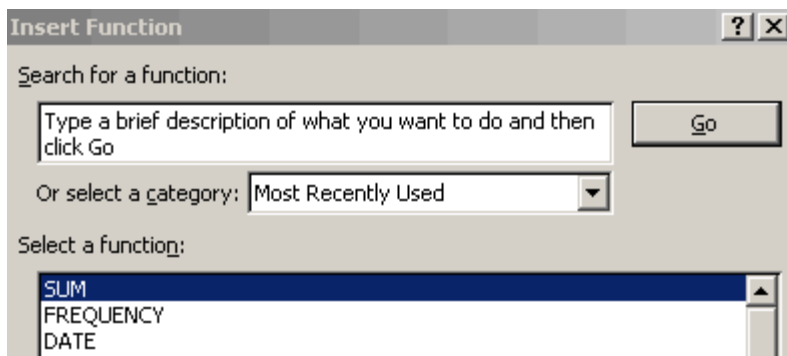 Insert Function
Search for a function:
Type a brief description of what you want to do and then
click Go
Go
Or select a category: Most Recently Used
Select a function:
SUM
FREQUENCY
DATE